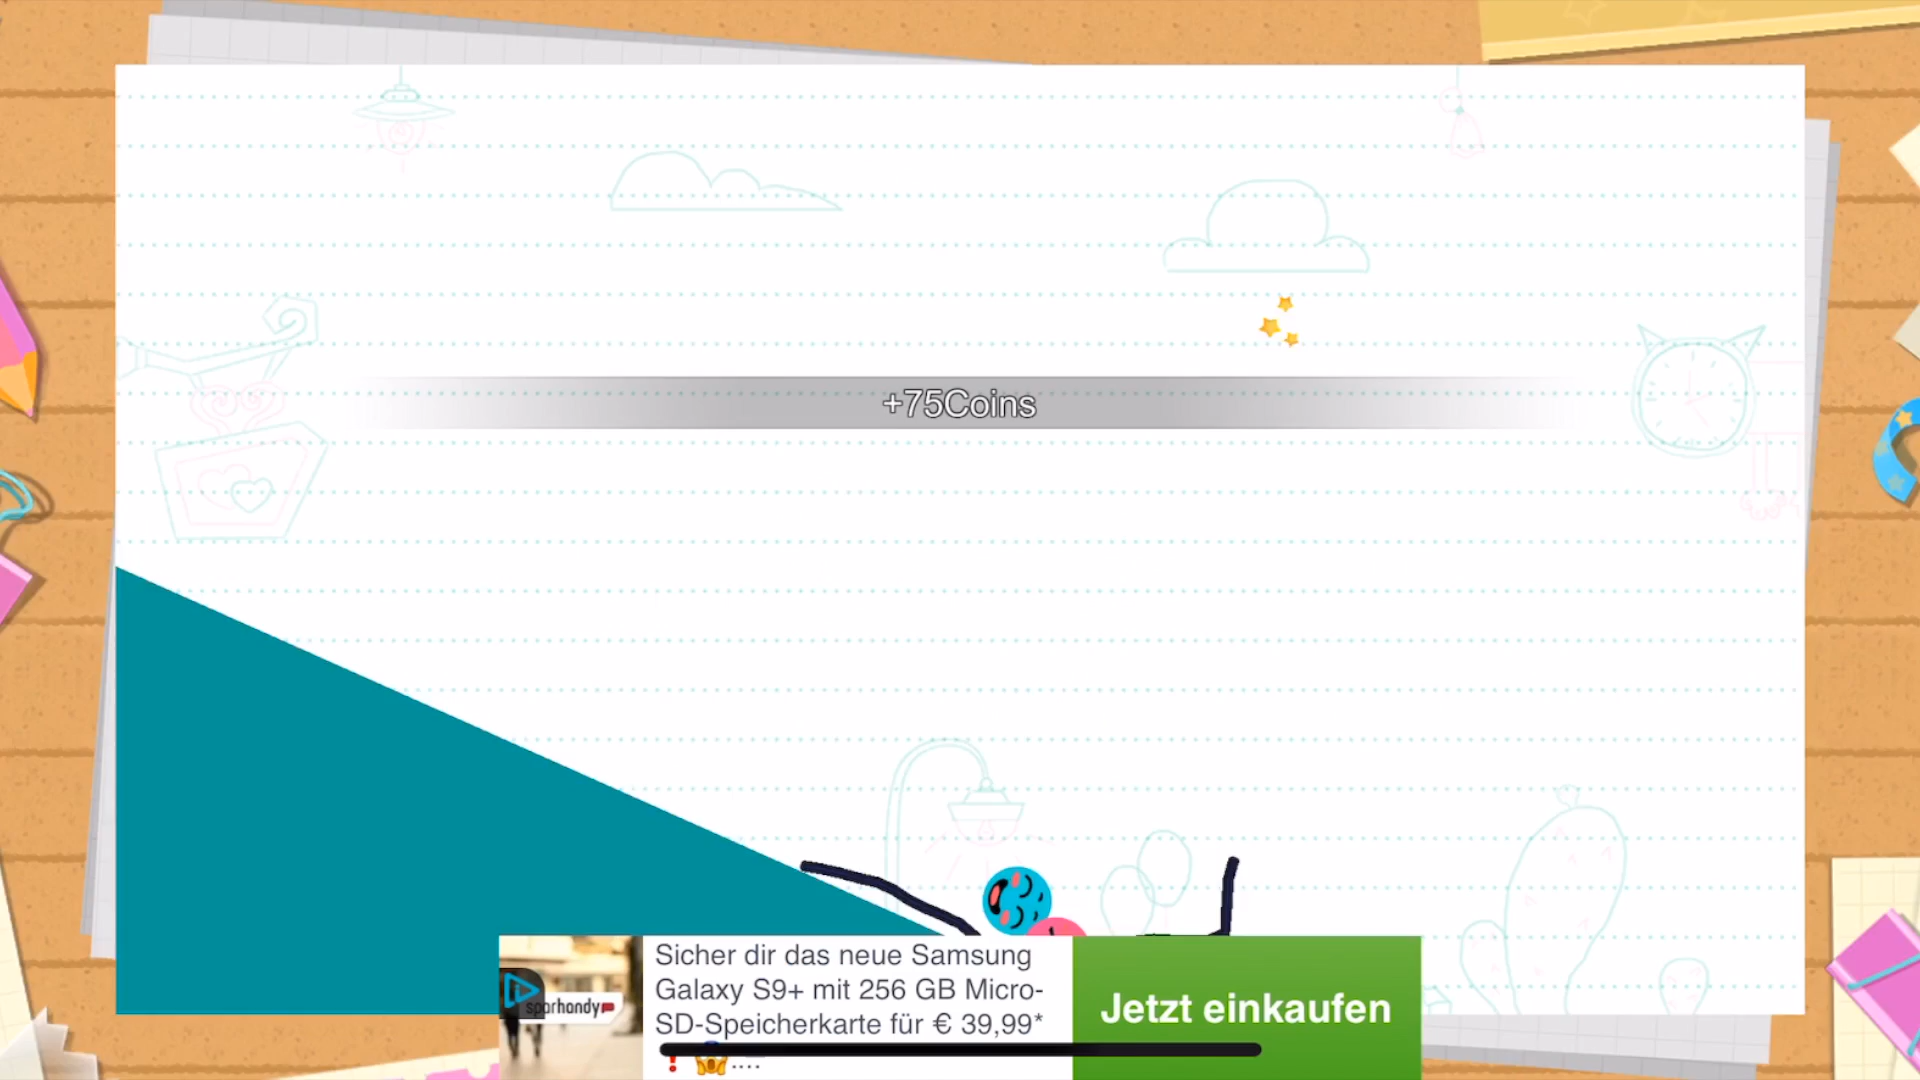 +75Coins
Sicher dir das neue Samsung
Galaxy S9+ mit 256 GB Micro-
SD-Speicherkarte für € 39,99*
sparhandy
Jetzt einkaufen
❗😱....